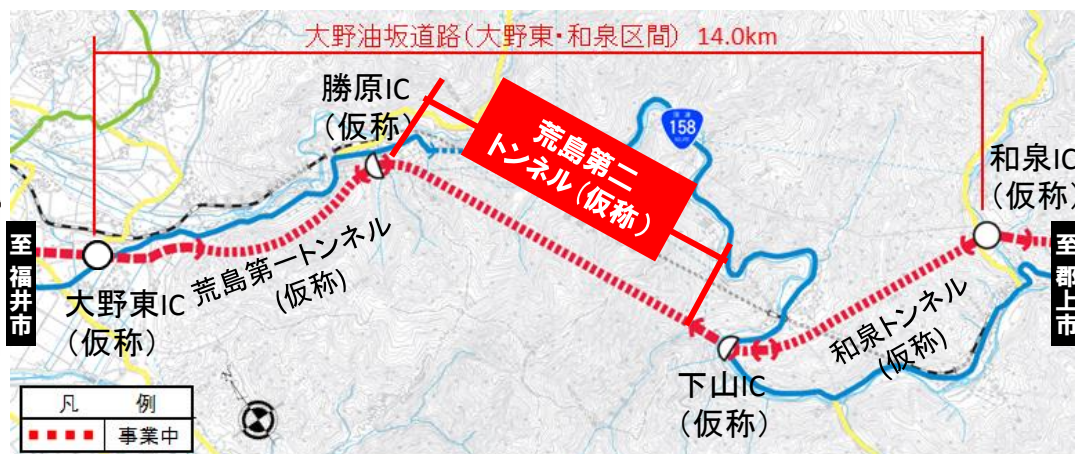 大野油坂道路(大野東・和泉区間) 14.0km
勝原IC
(仮称)
荒島第二
トンネル(仮称)
158
和泉IC
(仮称)
至 福井市
至 郡上市
大野東IC
(仮称)
荒島第一トンネル
(仮称)
和泉トンネル
(仮称)
下山IC
(仮称)
凡 例
事業中